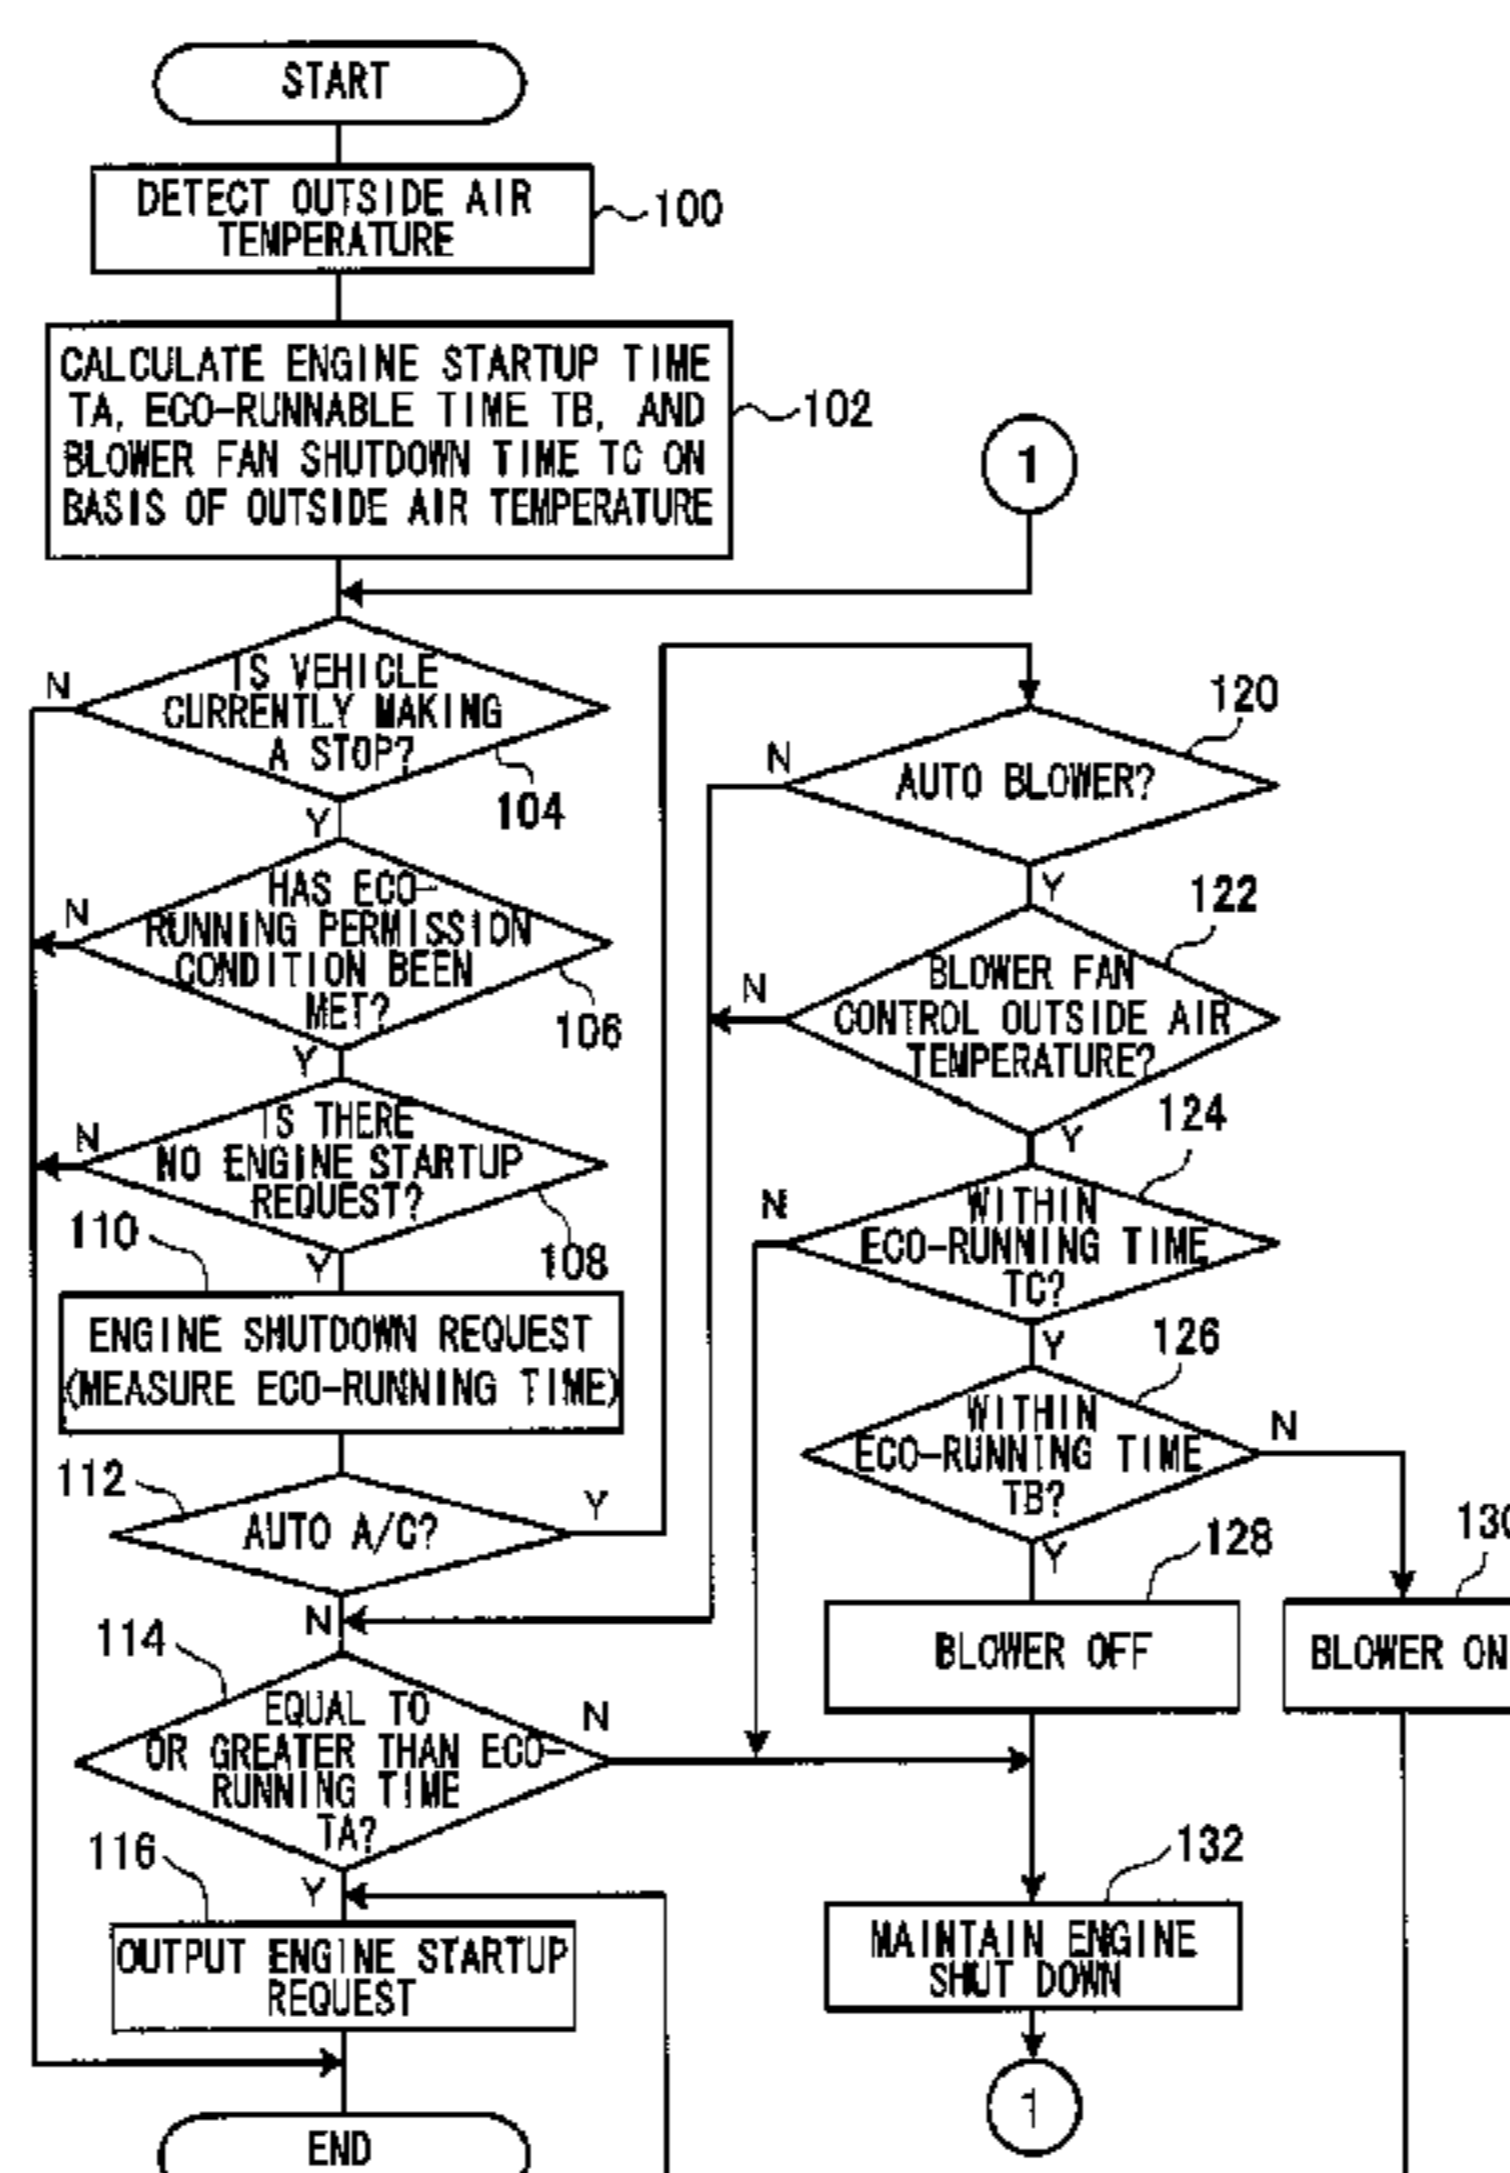 START
DETECT OUTSIDE AIR
TEMPERATURE
100
CALCULATE ENGINE STARTUP TIME
TA, ECO-RUNNABLE TIME TB, AND
BLOWER FAN SHUTDOWN TIME TC ON
BASIS OF OUTSIDE AIR TEMPERATURE
102
1
IS VEHICLE
CURRENTLY MAKING
A STOP?
N
Y
104
HAS ECO-
RUNNING PERMISSION
CONDITION BEEN
MET?
N
Y
106
IS THERE
NO ENGINE STARTUP
REQUEST?
N
Y
108
110
ENGINE SHUTDOWN REQUEST
(MEASURE ECO-RUNNING TIME)
112
AUTO A/C?
Y
N
114
EQUAL TO
OR GREATER THAN ECO-
RUNNING TIME
TA?
N
Y
116
OUTPUT ENGINE STARTUP
REQUEST
END
120
AUTO BLOWER?
N
Y
122
BLOWER FAN
CONTROL OUTSIDE AIR
TEMPERATURE?
N
Y
124
WITHIN
ECO-RUNNING TIME
TC?
N
Y
126
WITHIN
ECO-RUNNING TIME
TB?
N
Y
128
BLOWER OFF
130
BLOWER ON
132
MAINTAIN ENGINE
SHUT DOWN
1